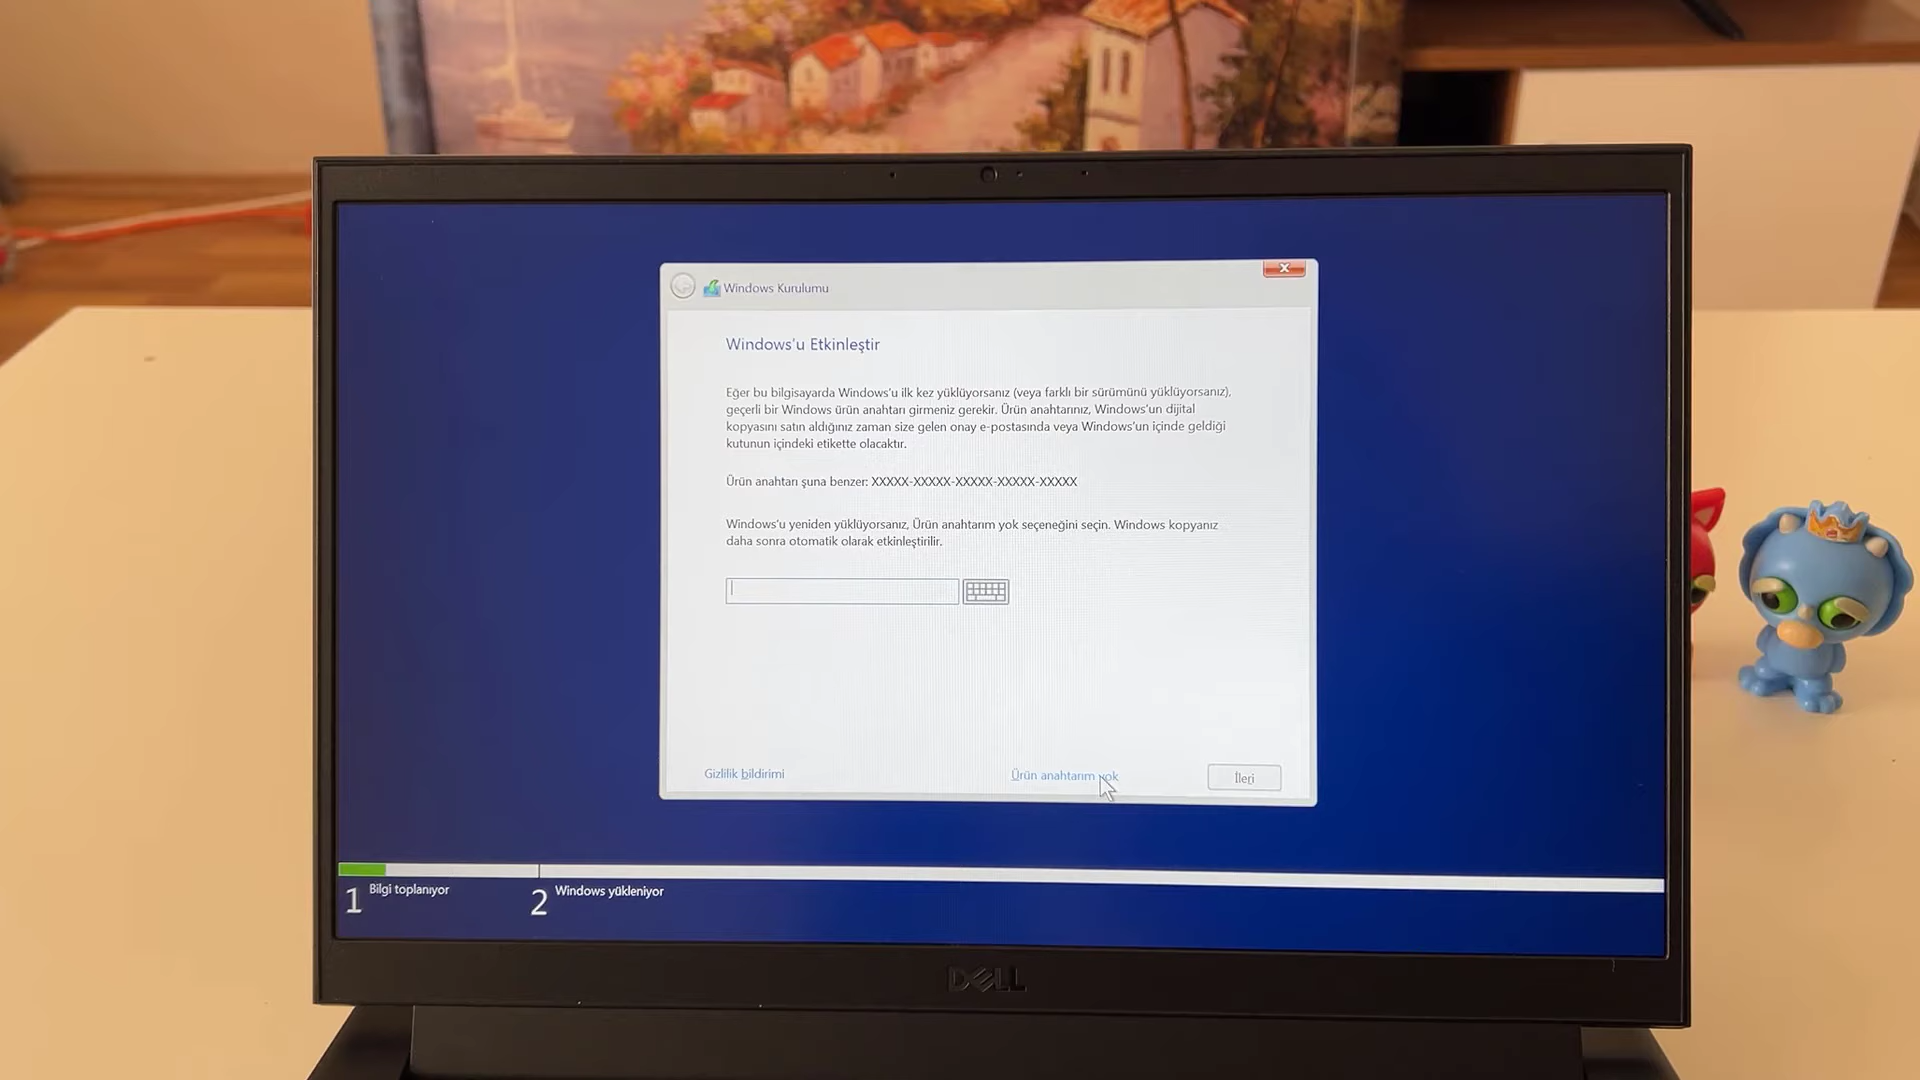 Windows Kurulumu
Windows'u Etkinleştir
Eğer bu bilgisayarda Windows'u ilk kez yüklüyorsanız (veya farklı bir sürümünü yüklüyorsanız),
geçerli bir Windows ürün anahtarı girmeniz gerekir. Ürün anahtarınız, Windows'un dijital
kopyasını satın aldığınız zaman size gelen onay e-postasında veya Windows'un içinde geldiği
kutunun içindeki etikette olacaktır.
Ürün anahtarı şuna benzer: XXXXX-XXXXX-XXXXX-XXXXX-XXXXX
Windows'u yeniden yüklüyorsanız, Ürün anahtarım yok seçeneğini seçin. Windows kopyanız
daha sonra otomatik olarak etkinleştirilir.
Gizlilik bildirimi
Ürün anahtarım yok
İleri
1 Bilgi toplanıyor
2 Windows yükleniyor
DELL